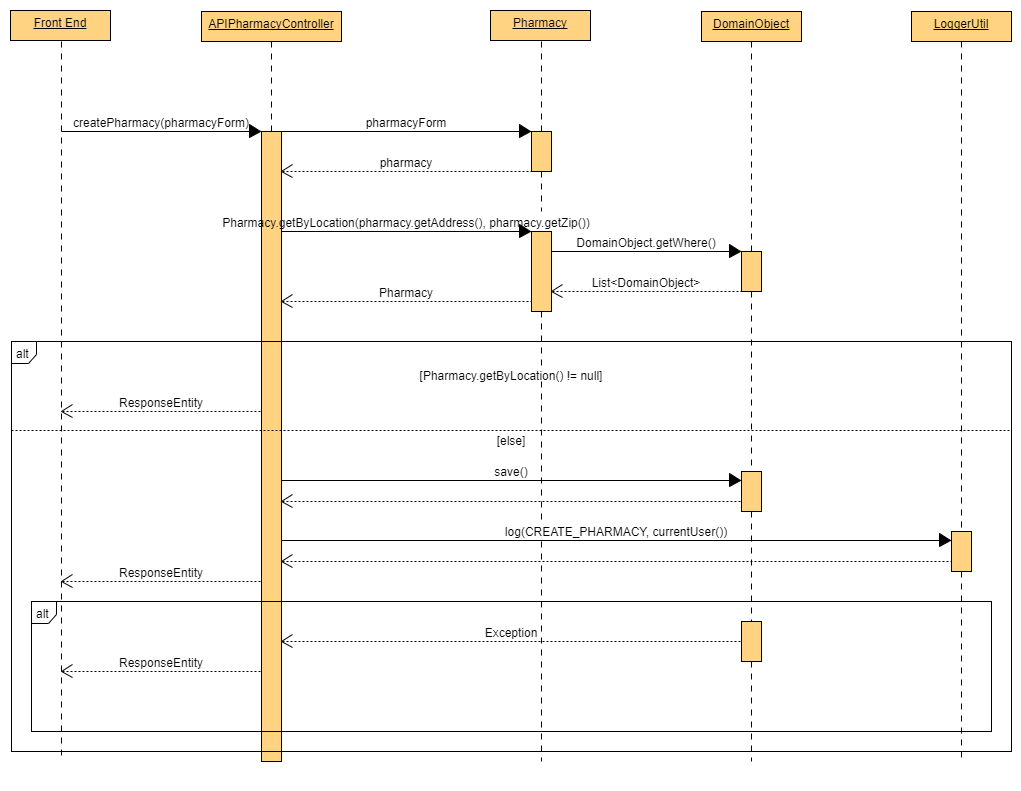 Front End
APIPharmacyController
Pharmacy
DomainObject
LoggerUtil
createPharmacy(pharmacyForm)
pharmacyForm
pharmacy
Pharmacy.getByLocation(pharmacy.getAddress(), pharmacy.getZip())
DomainObject.getWhere()
List<DomainObject>
Pharmacy
alt
[Pharmacy.getByLocation() != null]
ResponseEntity
[else]
save()
log(CREATE_PHARMACY, currentUser())
ResponseEntity
alt
Exception
ResponseEntity